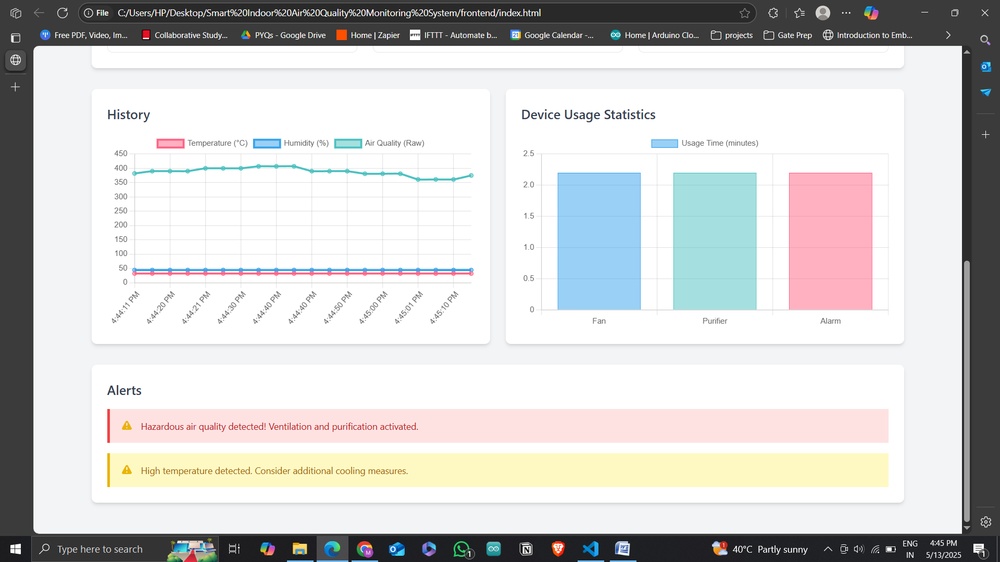 File C:/Users/HP/Desktop/Smart%20Indoor%20Air%20Quality%20Monitoring%20System/frontend/index.html
Free PDF, Video, Im... Collaborative Study... PYQs - Google Drive Home | Zapier IFTTT - Automate b... Google Calendar -... Home | Arduino Clo... projects Gate Prep Introduction to Emb...
History
Temperature (°C) Humidity (%) Air Quality (Raw)
450
400
350
300
250
200
150
100
50
0
4:44:11 PM 4:44:20 PM 4:44:21 PM 4:44:30 PM 4:44:40 PM 4:44:40 PM 4:44:50 PM 4:45:00 PM 4:45:01 PM 4:45:10 PM
Device Usage Statistics
Usage Time (minutes)
2.5
2.0
1.5
1.0
0.5
0
Fan Purifier Alarm
Alerts
Hazardous air quality detected! Ventilation and purification activated.
High temperature detected. Consider additional cooling measures.
Type here to search
1
1
40°C Partly sunny
ENG
IN
4:45 PM
5/13/2025
1